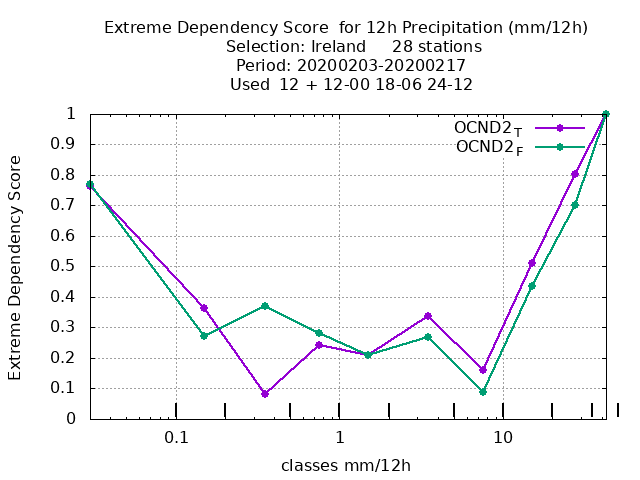 Extreme Dependency Score  for 12h Precipitation (mm/12h)
Selection: Ireland     28 stations
Period: 20200203-20200217
Used  12 + 12-00 18-06 24-12
OCND2T
OCND2F
1
0.9
0.8
0.7
0.6
0.5
0.4
0.3
0.2
0.1
0
Extreme Dependency Score
0.1 1 10
classes mm/12h